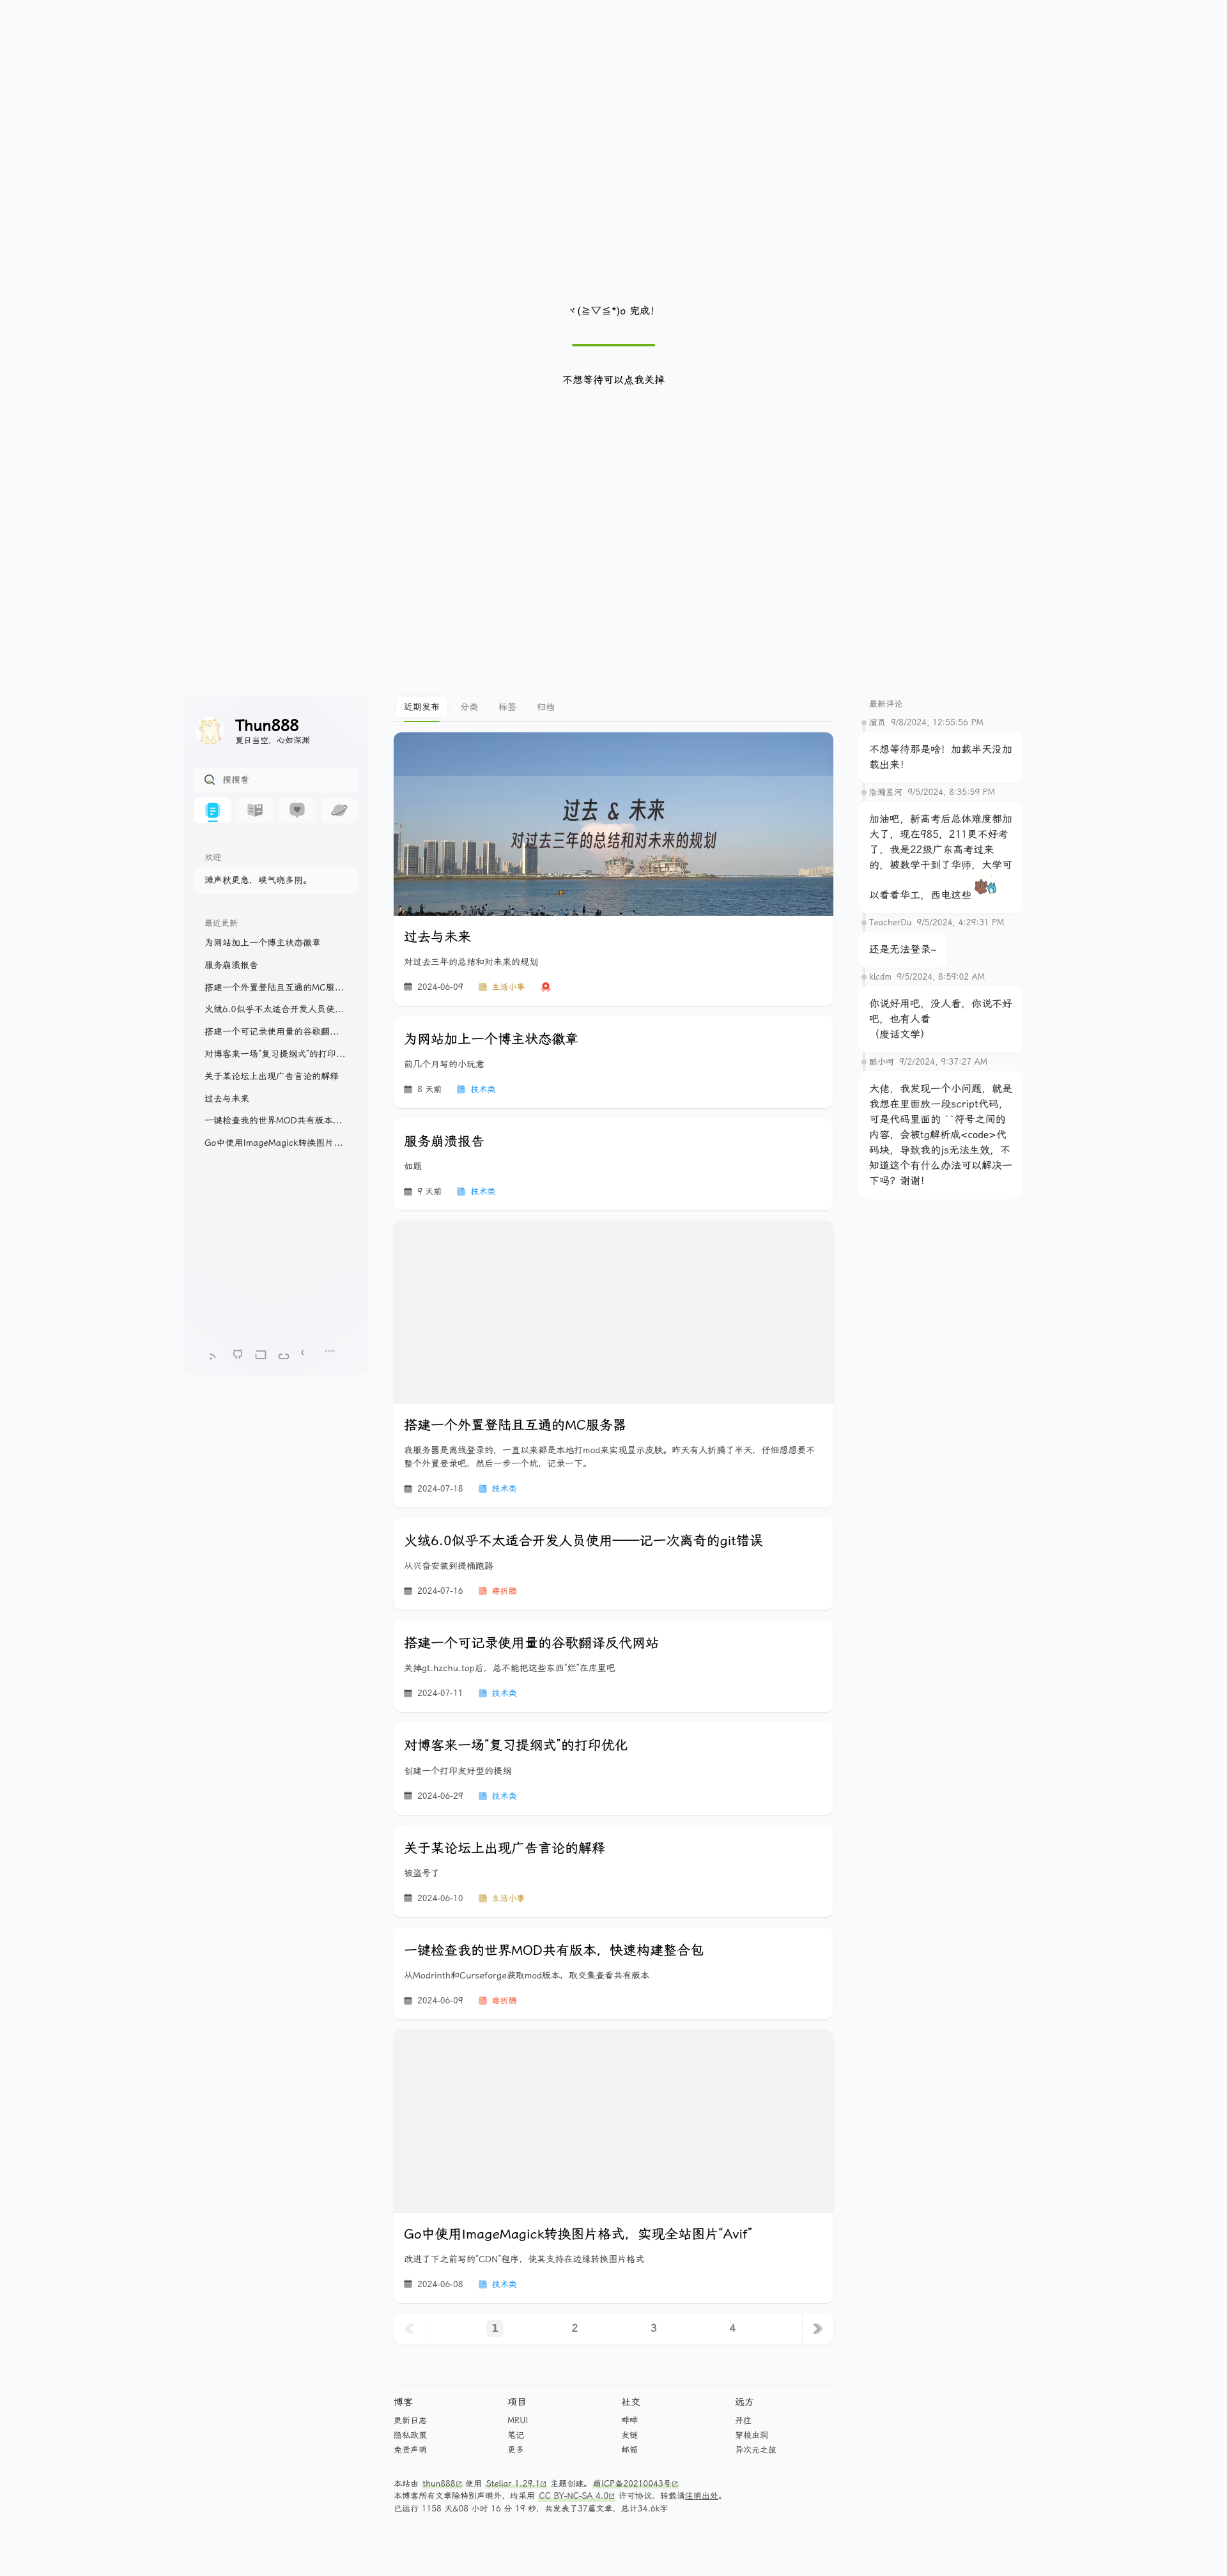 ヾ(≧▽≦*)o 完成!
不想等待可以点我关掉
Thun888
夏日当空，心如深渊
搜搜看
欢迎
滩声秋更急，峡气晓多阴。
最近更新
为网站加上一个博主状态徽章
服务崩溃报告
搭建一个外置登陆且互通的MC服...
火绒6.0似乎不太适合开发人员使...
搭建一个可记录使用量的谷歌翻...
对博客来一场“复习提纲式”的打印...
关于某论坛上出现广告言论的解释
过去与未来
一键检查我的世界MOD共有版本...
Go中使用ImageMagick转换图片...
近期发布 分类 标签 归档
过去 & 未来
对过去三年的总结和对未来的规划
过去与未来
对过去三年的总结和对未来的规划
2024-06-09 生活小事
为网站加上一个博主状态徽章
前几个月写的小玩意
8 天前 技术类
服务崩溃报告
如题
9 天前 技术类
搭建一个外置登陆且互通的MC服务器
我服务器是离线登录的，一直以来都是本地打mod来实现显示皮肤。昨天有人折腾了半天，仔细想想要不
整个外置登录吧，然后一步一个坑，记录一下。
2024-07-18 技术类
火绒6.0似乎不太适合开发人员使用——记一次离奇的git错误
从兴奋安装到提桶跑路
2024-07-16 瞎折腾
搭建一个可记录使用量的谷歌翻译反代网站
关掉gt.hzchu.top后，总不能把这些东西“烂”在库里吧
2024-07-11 技术类
对博客来一场“复习提纲式”的打印优化
创建一个打印友好型的提纲
2024-06-29 技术类
关于某论坛上出现广告言论的解释
被盗号了
2024-06-10 生活小事
一键检查我的世界MOD共有版本，快速构建整合包
从Modrinth和Curseforge获取mod版本，取交集查看共有版本
2024-06-09 瞎折腾
Go中使用ImageMagick转换图片格式，实现全站图片“Avif”
改进了下之前写的“CDN”程序，使其支持在边缘转换图片格式
2024-06-08 技术类
1 2 3 4
最新评论
演员 9/8/2024, 12:55:56 PM
不想等待那是啥！加载半天没加
载出来！
浩瀚星河 9/5/2024, 8:35:59 PM
加油吧，新高考后总体难度都加
大了，现在985，211更不好考
了，我是22级广东高考过来
的，被数学干到了华师，大学可
以看看华工，西电这些
TeacherDu 9/5/2024, 4:29:31 PM
还是无法登录~
klcdm 9/5/2024, 8:59:02 AM
你说好用吧，没人看，你说不好
吧，也有人看
（废话文学）
酷小呵 9/2/2024, 9:37:27 AM
大佬，我发现一个小问题，就是
我想在里面放一段script代码，
可是代码里面的 ``符号之间的
内容，会被tg解析成<code>代
码块，导致我的js无法生效，不
知道这个有什么办法可以解决一
下吗？谢谢！
博客 项目 社交 远方
更新日志 MRUI 哔哔 开往
隐私政策 笔记 友链 穿梭虫洞
免责声明 更多 邮箱 异次元之旅
本站由 thun888 使用 Stellar 1.29.1 主题创建。萌ICP备20210043号
本博客所有文章除特别声明外，均采用 CC BY-NC-SA 4.0 许可协议，转载请注明出处。
已运行 1158 天&08 小时 16 分 19 秒，共发表了37篇文章，总计34.6k字